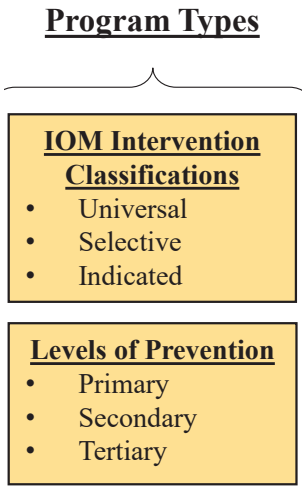 Program Types
IOM Intervention
Classifications
• Universal
• Selective
• Indicated
Levels of Prevention
• Primary
• Secondary
• Tertiary